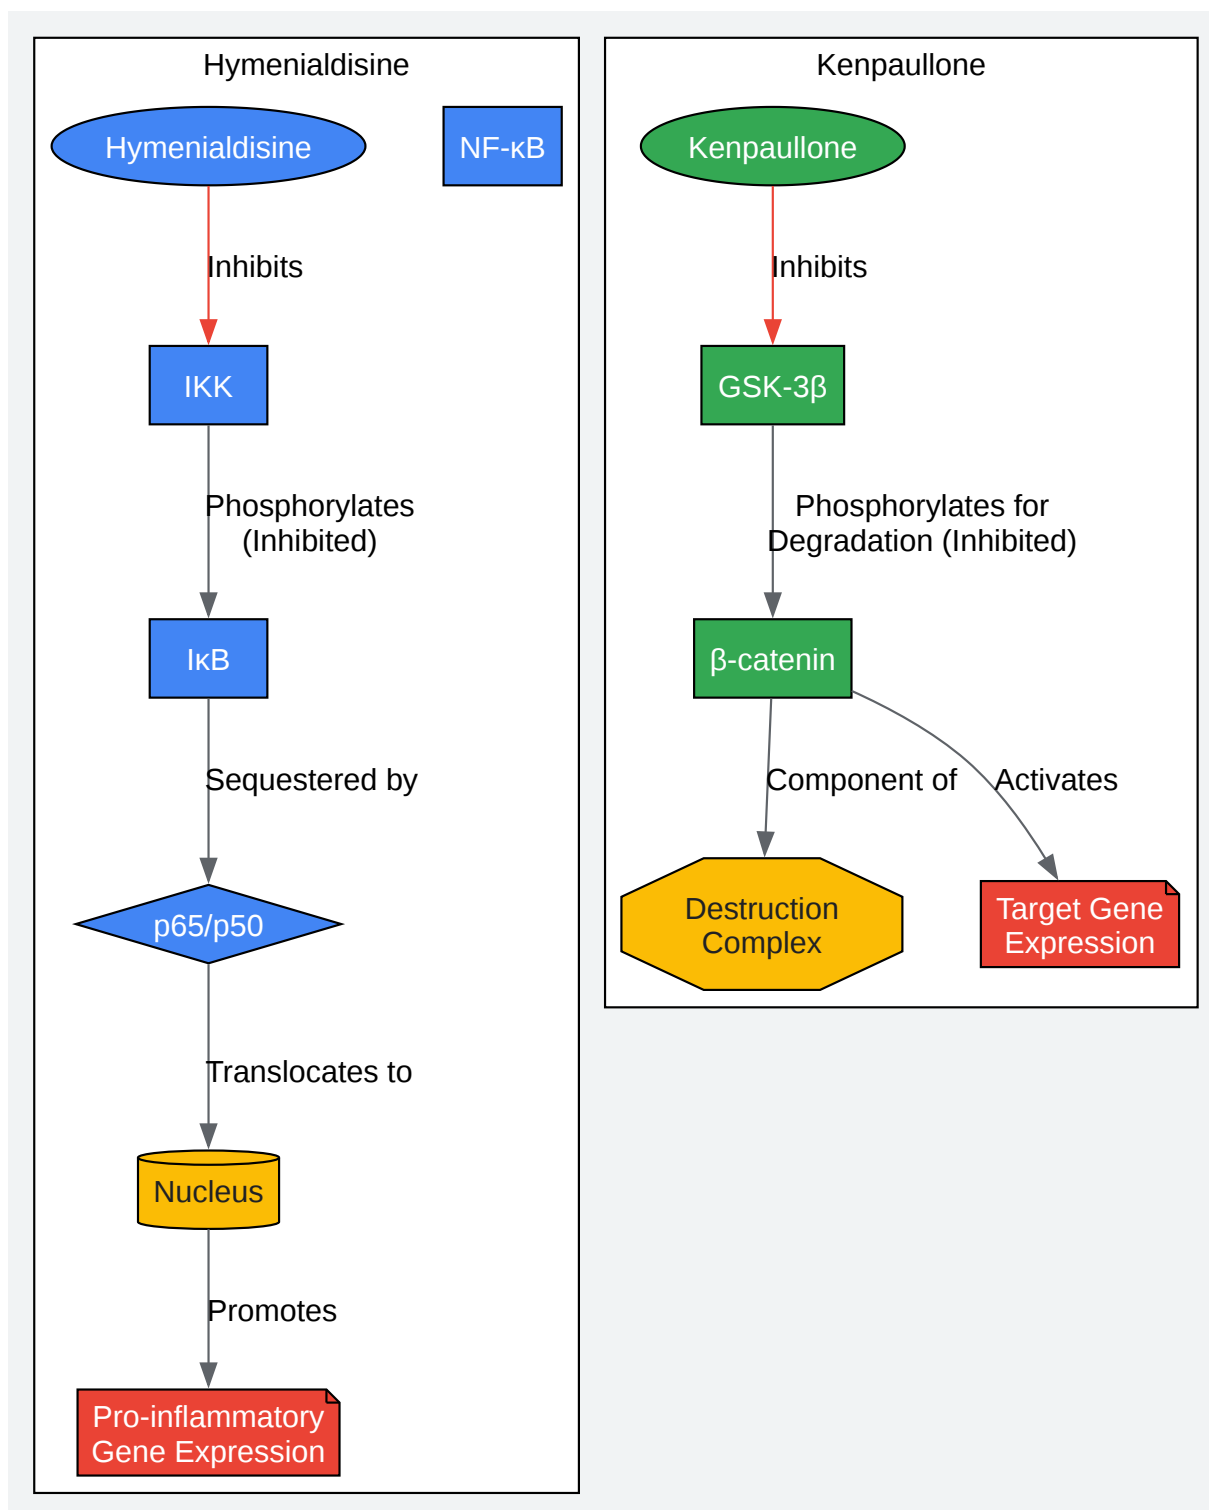 Hymenialdisine
Hymenialdisine
NF-κB
Inhibits
IKK
Phosphorylates
(Inhibited)
IκB
Sequestered by
p65/p50
Translocates to
Nucleus
Promotes
Pro-inflammatory
Gene Expression
Kenpaullone
Kenpaullone
Inhibits
GSK-3β
Phosphorylates for
Degradation (Inhibited)
β-catenin
Component of
Activates
Destruction
Complex
Target Gene
Expression